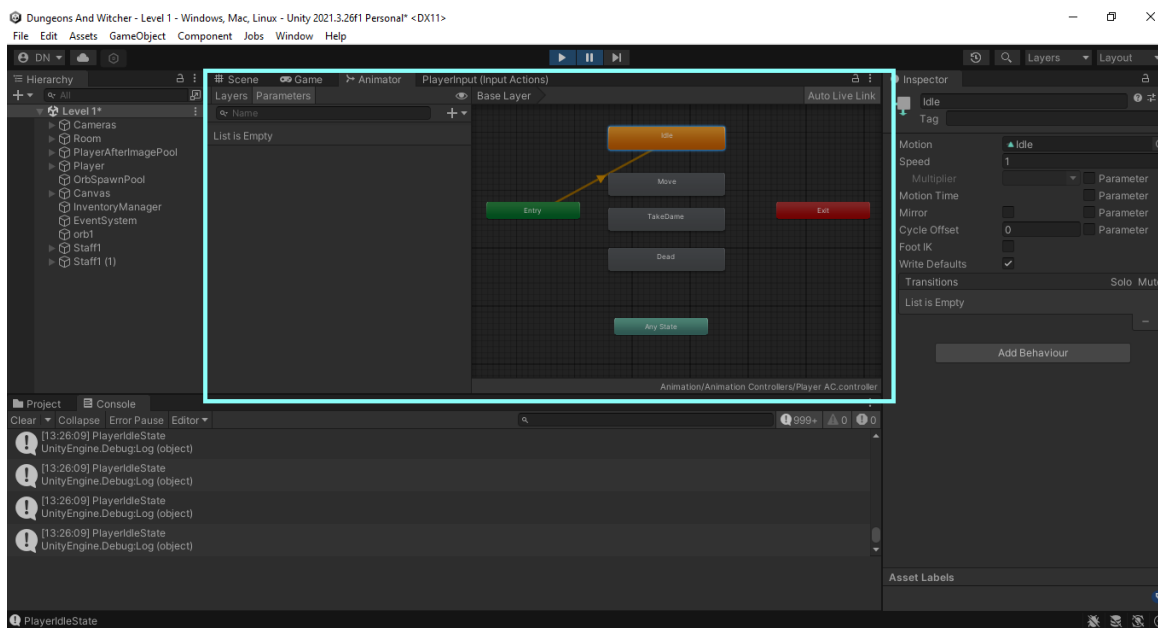 Dungeons And Witcher - Level 1 - Windows, Mac, Linux - Unity 2021.3.26f1 Personal* <DX11>
File Edit Assets GameObject Component Jobs Window Help
DN
Layers
Layout
Hierarchy
All
Level 1*
Cameras
Room
PlayerAfterImagePool
Player
OrbSpawnPool
Canvas
InventoryManager
EventSystem
orb1
Staff1
Staff1 (1)
Scene Game Animator PlayerInput (Input Actions)
Layers Parameters
Base Layer
Auto Live Link
Name
List is Empty
Idle
Move
Entry
TakeDame
Exit
Dead
Any State
Animation/Animation Controllers/Player AC.controller
Inspector
Idle
Tag
Motion Idle
Speed 1
Multiplier Parameter
Motion Time Parameter
Mirror Parameter
Cycle Offset 0 Parameter
Foot IK
Write Defaults
Transitions Solo Mut
List is Empty
Add Behaviour
Asset Labels
Project Console
Clear Collapse Error Pause Editor 999+ 0 0
[13:26:09] PlayerIdleState
UnityEngine.Debug:Log (object)
[13:26:09] PlayerIdleState
UnityEngine.Debug:Log (object)
[13:26:09] PlayerIdleState
UnityEngine.Debug:Log (object)
[13:26:09] PlayerIdleState
UnityEngine.Debug:Log (object)
PlayerIdleState